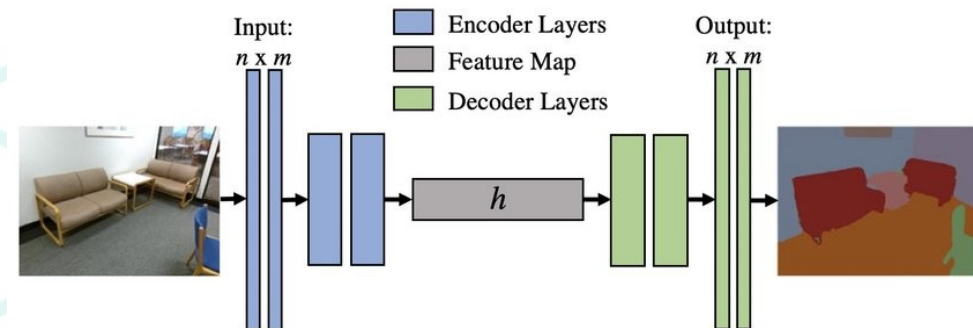 Input:
n x m
Encoder Layers
Feature Map
Decoder Layers
h
Output:
n x m